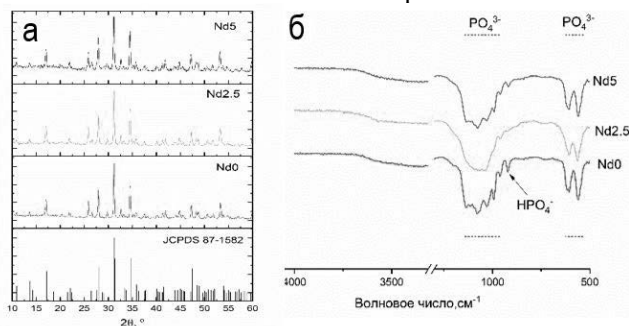 а
Nd5
Nd2.5
Nd0
JCPDS 87-1582
10 15 20 25 30 35 40 45 50 55 60
2θ, °
б
PO₄³⁻ PO₄³⁻
Nd5
Nd2.5
Nd0
HPO₄⁻
4000 3500 1000 500
Волновое число,см⁻¹